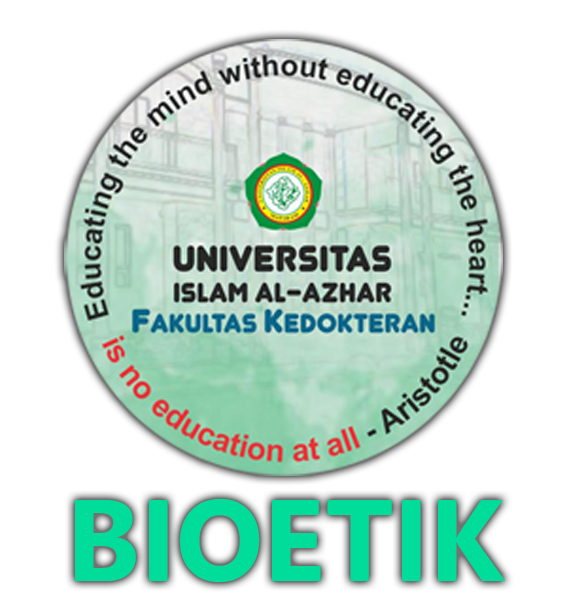 Educating the mind without educating the heart...
is no education at all - Aristotle
UNIVERSITAS
ISLAM AL-AZHAR
FAKULTAS KEDOKTERAN
BIOETIK